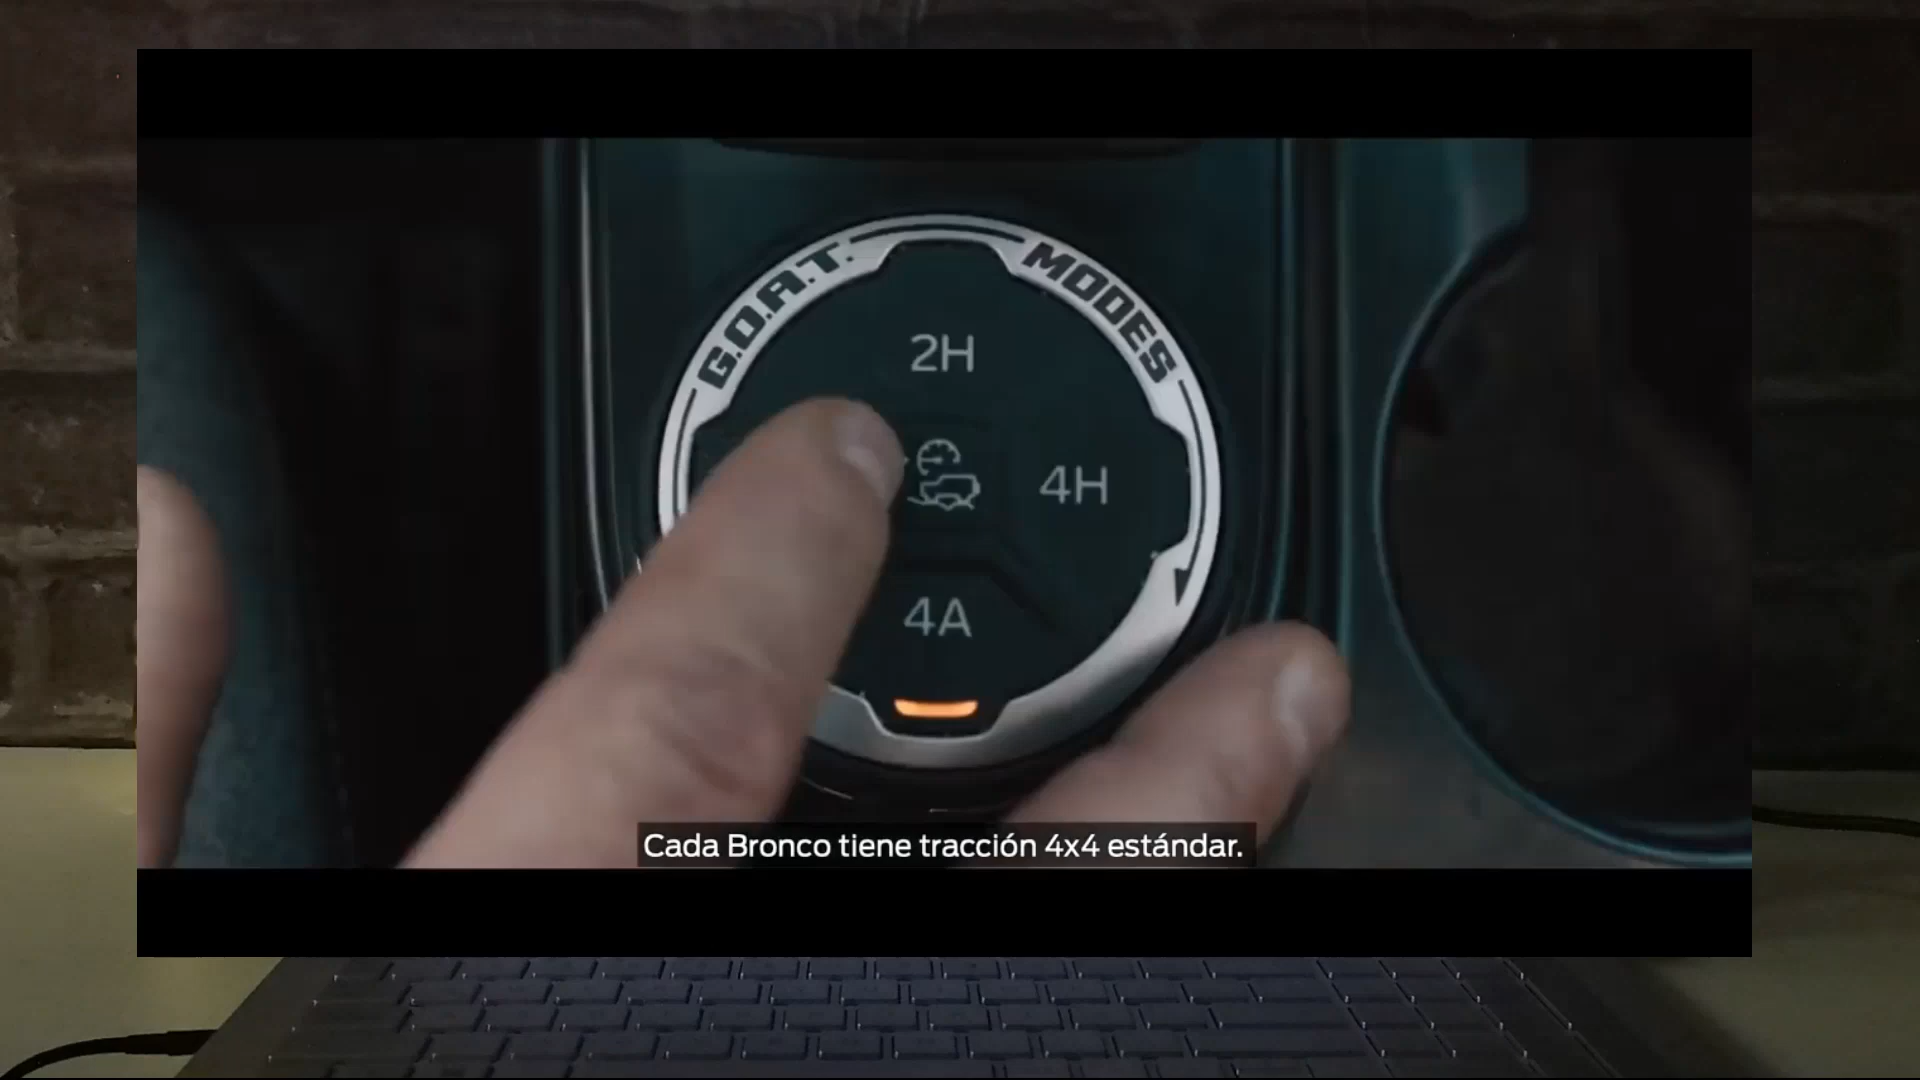 G.O.A.T. MODES
2H
4H
4A
Cada Bronco tiene tracción 4x4 estándar.